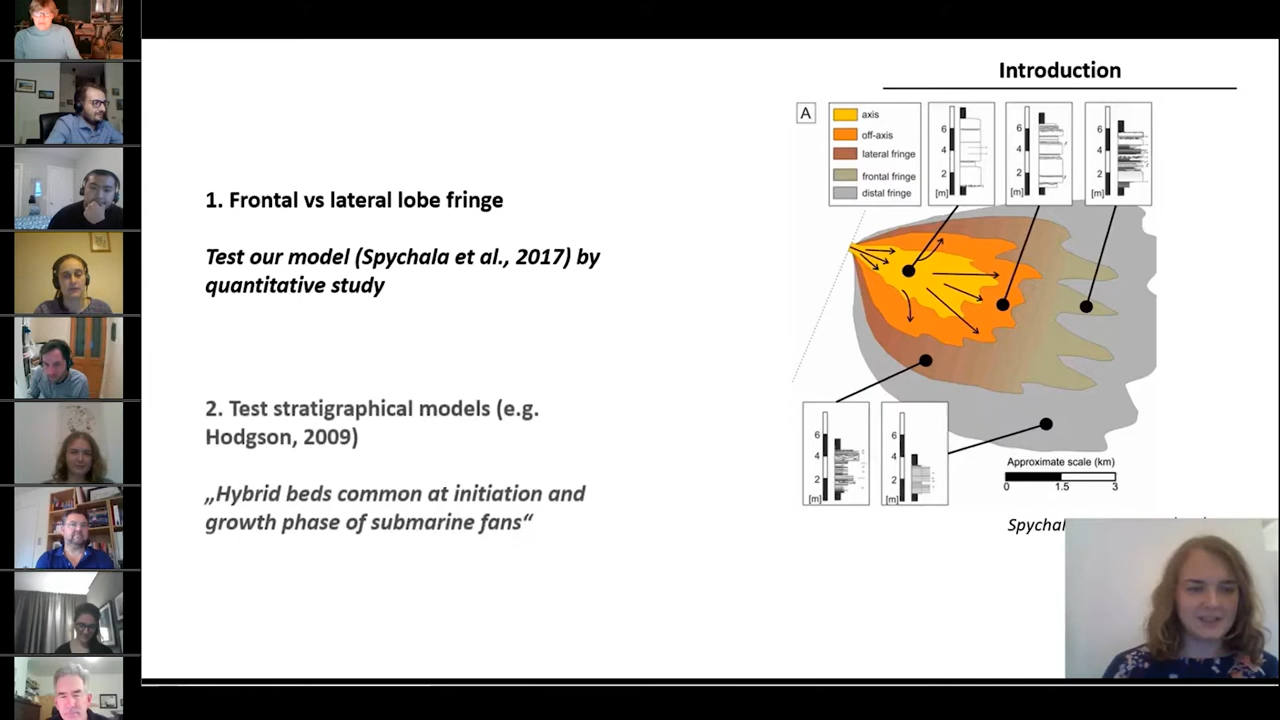 Introduction
1. Frontal vs lateral lobe fringe
Test our model (Spychala et al., 2017) by
quantitative study
2. Test stratigraphical models (e.g.
Hodgson, 2009)
„Hybrid beds common at initiation and
growth phase of submarine fans“
A
axis
off-axis
lateral fringe
frontal fringe
distal fringe
6
4
2
[m]
6
4
2
[m]
6
4
2
[m]
6
4
2
[m]
6
4
2
[m]
Approximate scale (km)
0 1.5 3